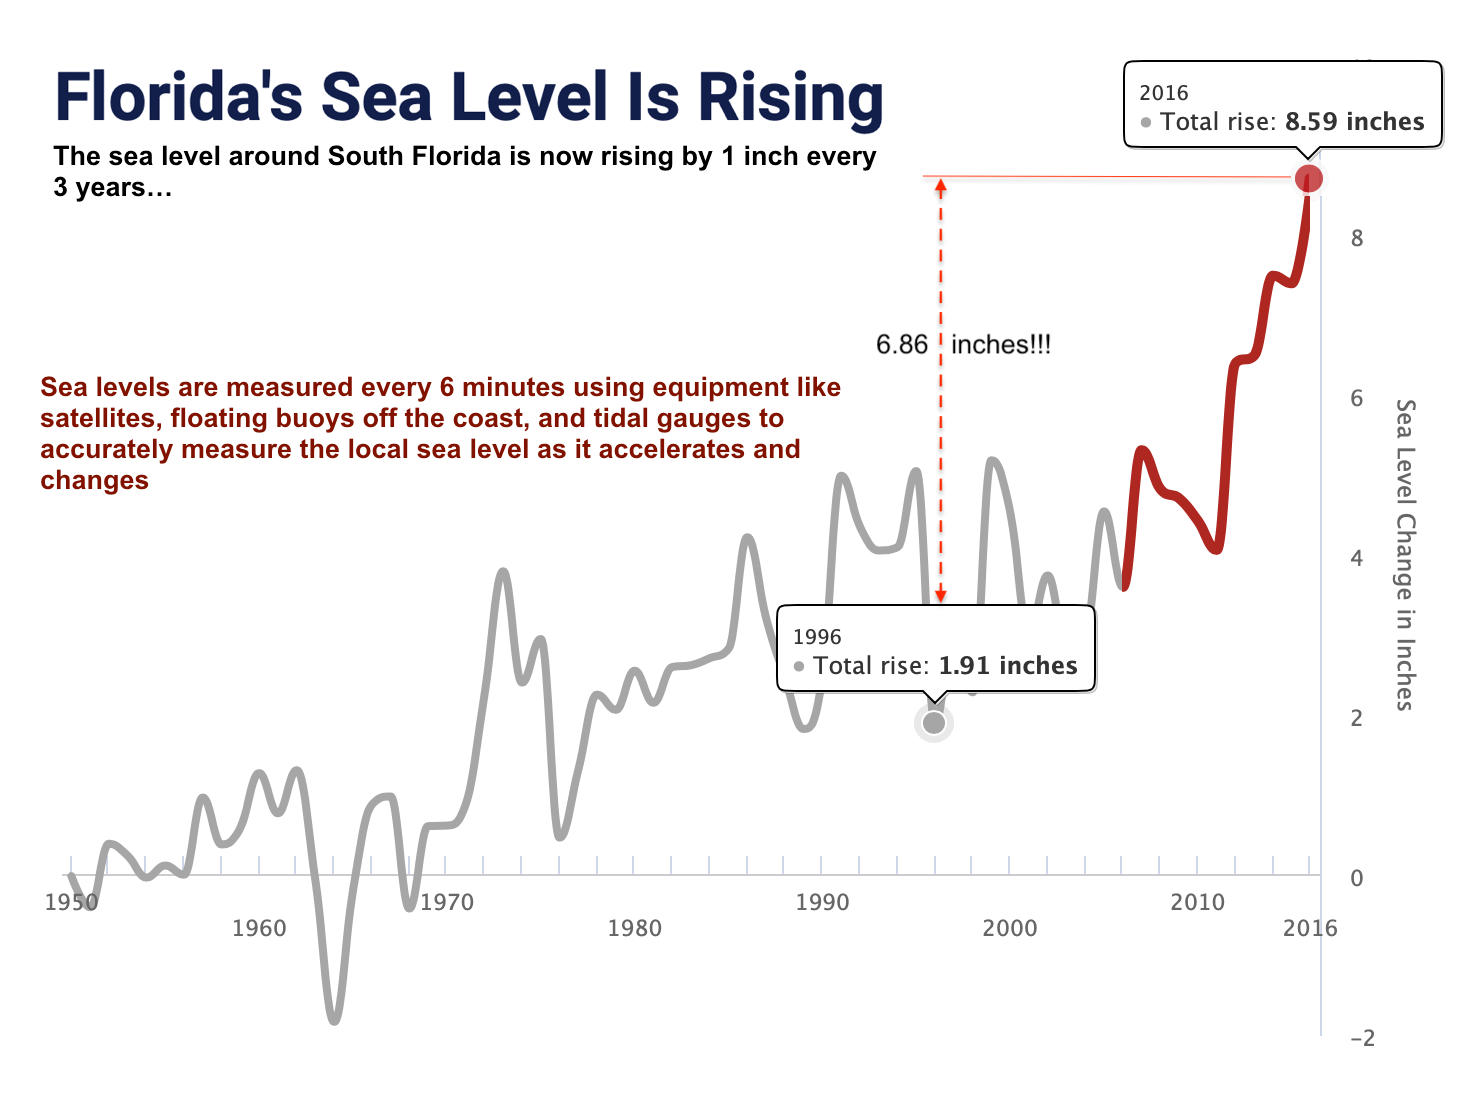 Florida's Sea Level Is Rising
The sea level around South Florida is now rising by 1 inch every
3 years…
2016
Total rise: 8.59 inches
8
6.86 inches!!!
Sea levels are measured every 6 minutes using equipment like
satellites, floating buoys off the coast, and tidal gauges to
accurately measure the local sea level as it accelerates and
changes
6
Sea Level Change in Inches
4
1996
Total rise: 1.91 inches
2
0
1950 1970 1990 2010
1960 1980 2000 2016
-2